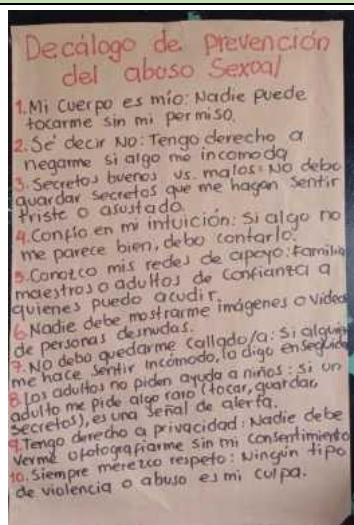 Decálogo de prevención
del abuso Sexual
1. Mi cuerpo es mío: Nadie puede
tocarme sin mi permiso.
2. Sé decir No: Tengo derecho a
negarme si algo me incomoda
3. Secretos buenos vs. malos: No debo
guardar secretos que me hagan sentir
triste o asustado.
4. Confío en mi intuición: Si algo no
me parece bien, debo contarlo.
5. Conozco mis redes de apoyo: Familia
maestros o adultos de confianza a
quienes puedo acudir.
6. Nadie debe mostrarme imágenes o videos
de personas desnudas.
7. No debo quedarme callado/a: Si alguien
me hace sentir incómodo, lo digo enseguida
8. Los adultos no piden ayuda a niños: si un
adulto me pide algo raro (tocar, guardar,
secretos), es una señal de alerta.
9. Tengo derecho a privacidad: Nadie debe
verme o fotografiarme sin mi consentimiento
10. Siempre merezco respeto: Ningún tipo
de violencia o abuso es mi culpa.